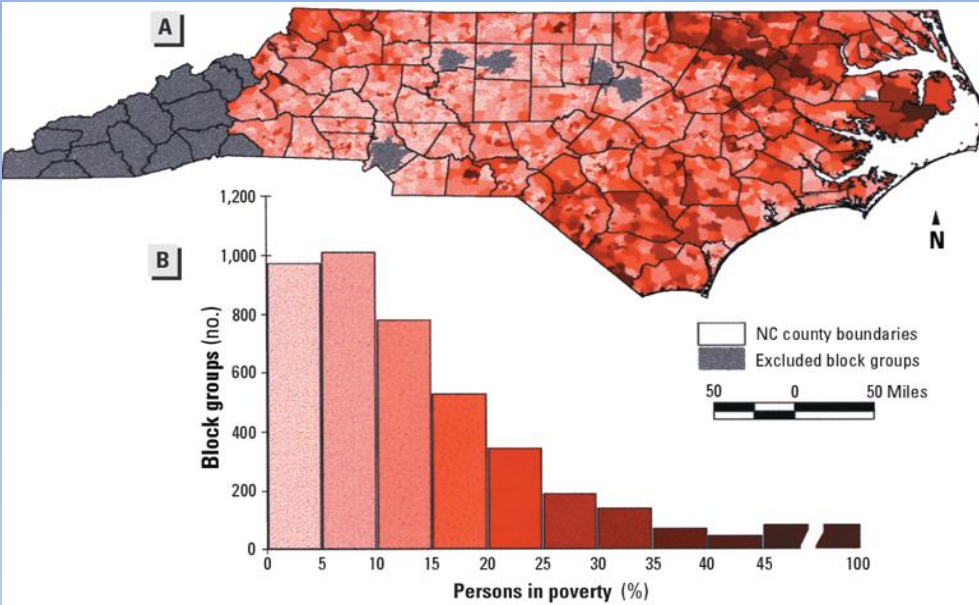 A
N
NC county boundaries
Excluded block groups
50 0 50 Miles
B
Block groups (no.)
1,200
1,000
800
600
400
200
0
0 5 10 15 20 25 30 35 40 45 100
Persons in poverty (%)